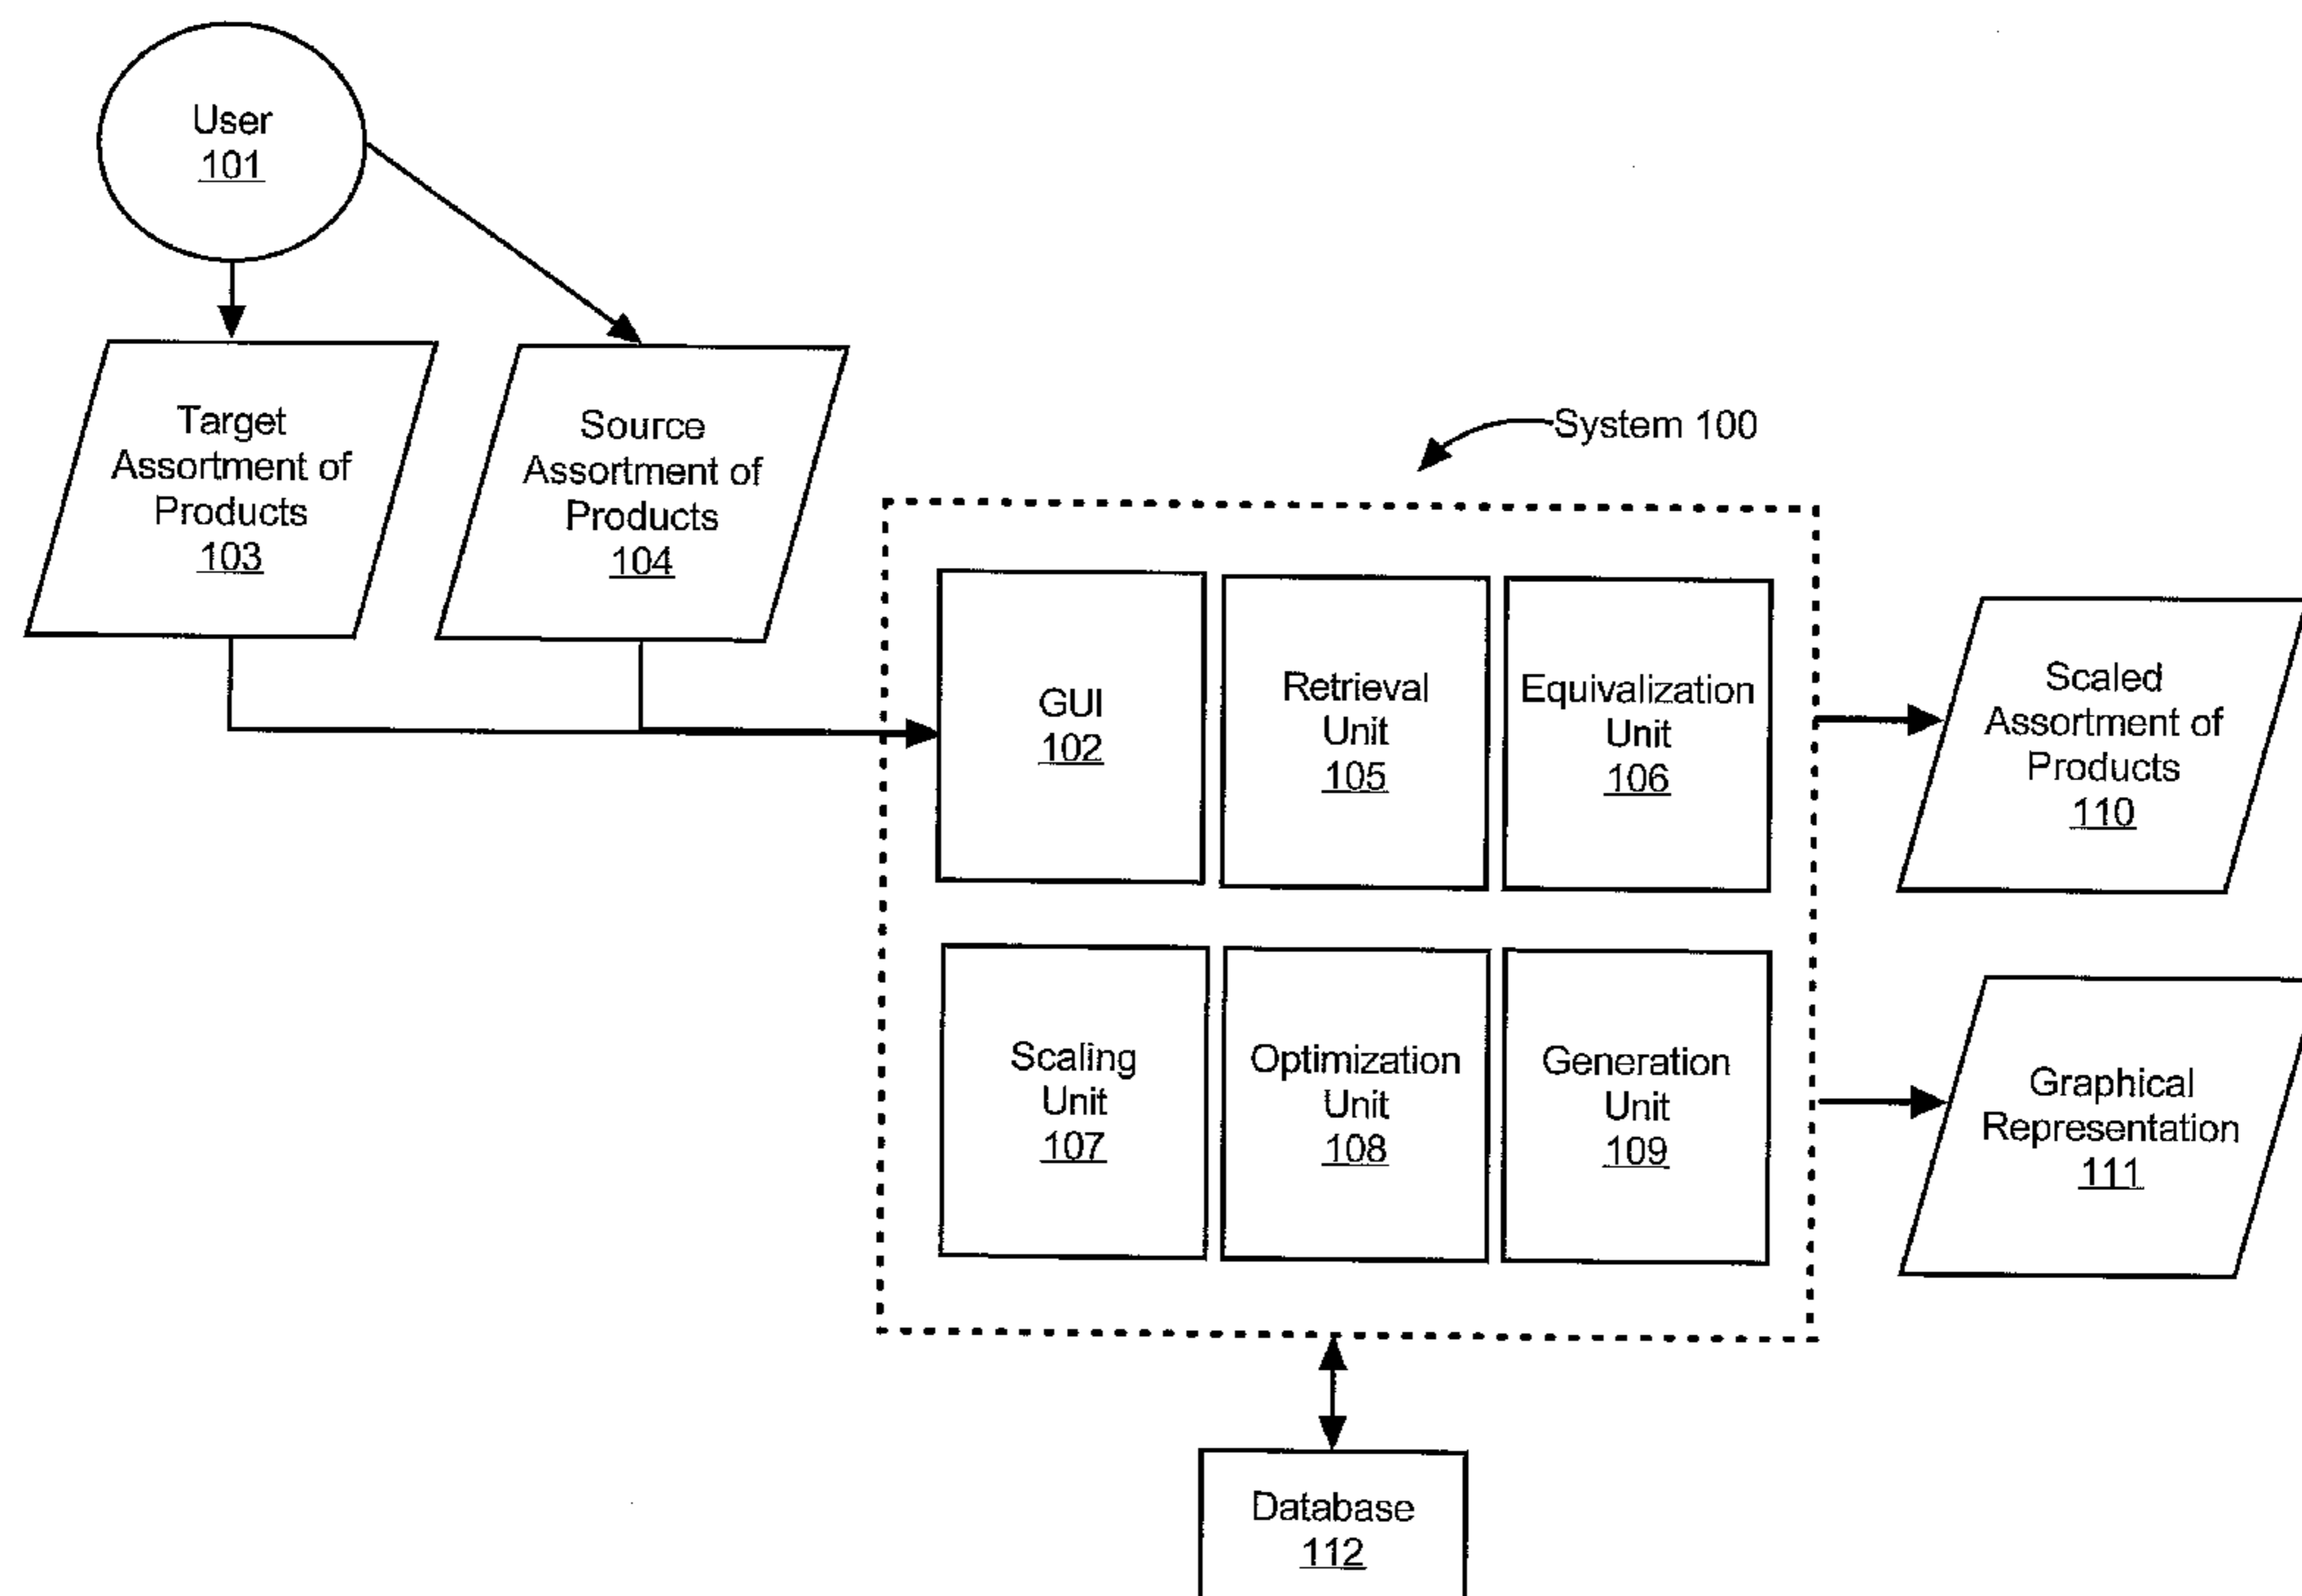 User
101
Target
Assortment of
Products
103
Source
Assortment of
Products
104
System 100
GUI
102
Retrieval
Unit
105
Equivalization
Unit
106
Scaling
Unit
107
Optimization
Unit
108
Generation
Unit
109
Scaled
Assortment of
Products
110
Graphical
Representation
111
Database
112